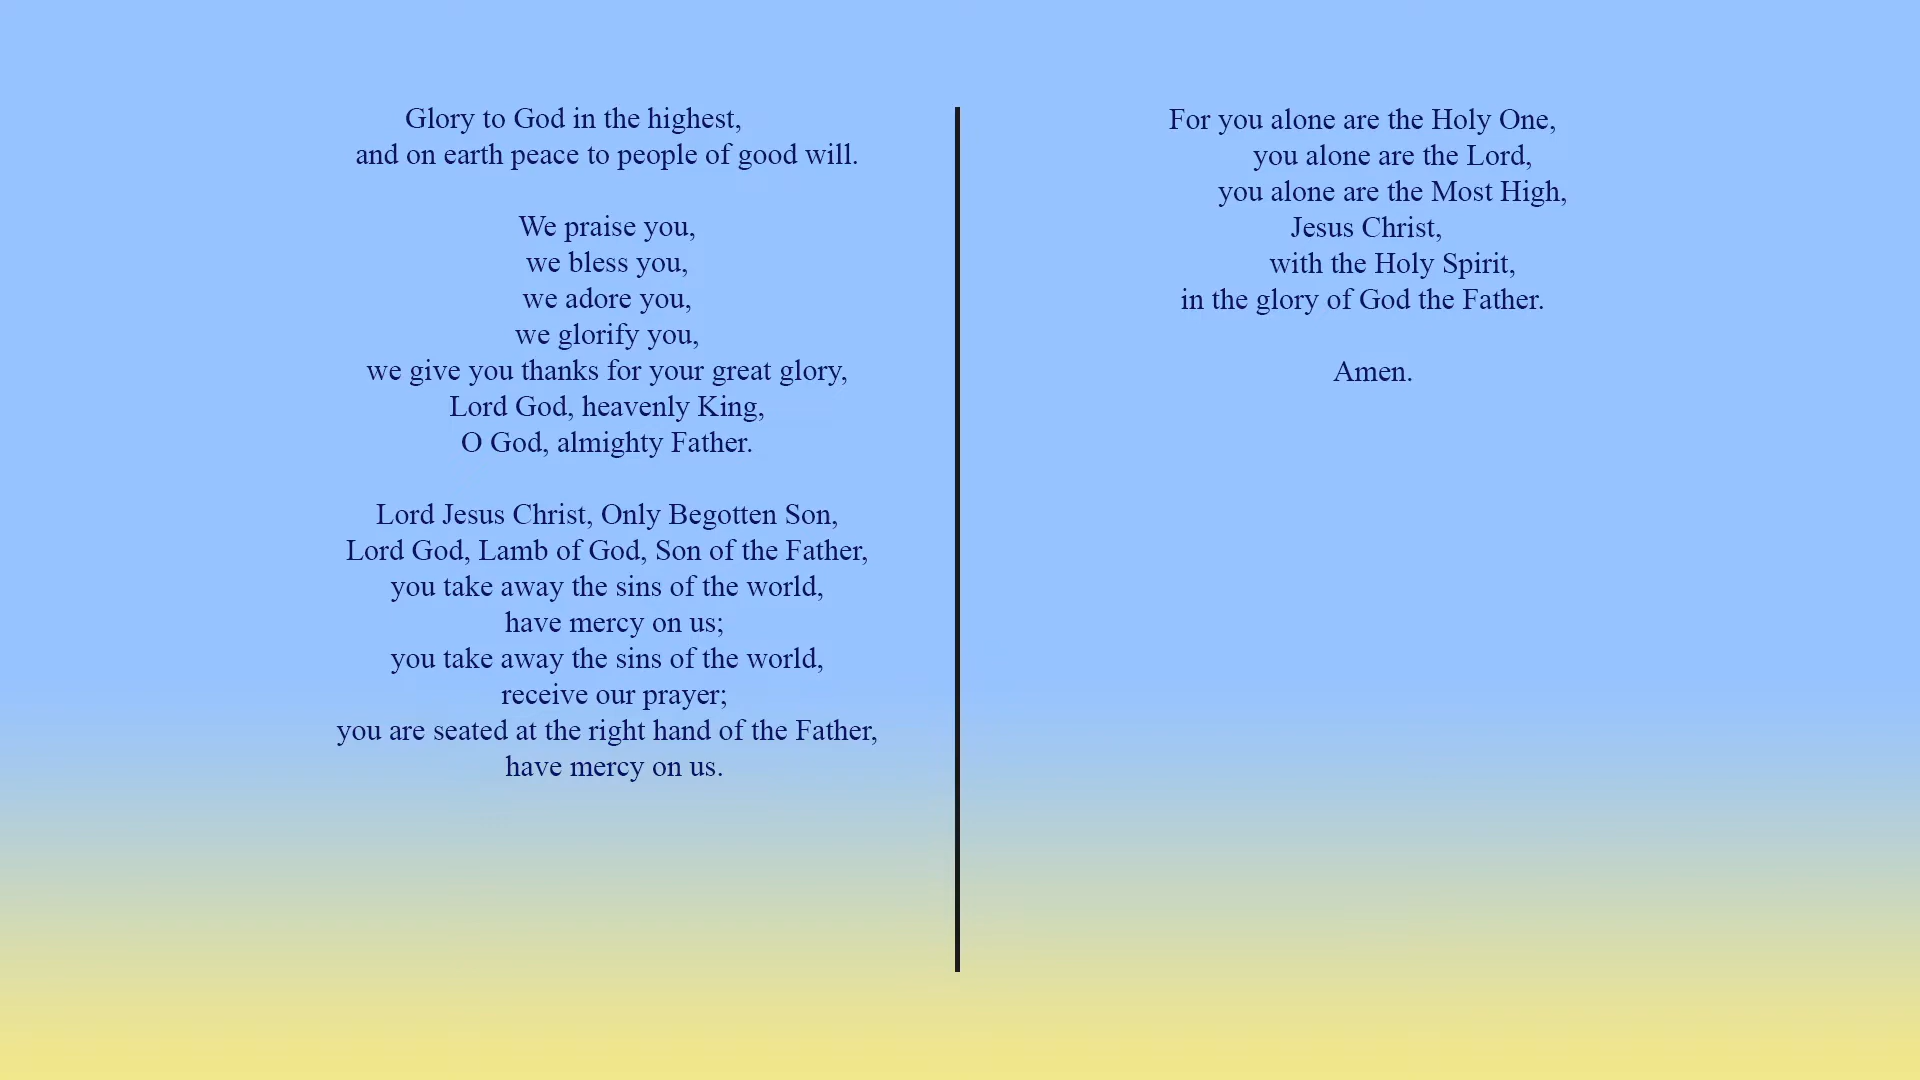 Glory to God in the highest,
and on earth peace to people of good will.
We praise you,
we bless you,
we adore you,
we glorify you,
we give you thanks for your great glory,
Lord God, heavenly King,
O God, almighty Father.
Lord Jesus Christ, Only Begotten Son,
Lord God, Lamb of God, Son of the Father,
you take away the sins of the world,
have mercy on us;
you take away the sins of the world,
receive our prayer;
you are seated at the right hand of the Father,
have mercy on us.
For you alone are the Holy One,
you alone are the Lord,
you alone are the Most High,
Jesus Christ,
with the Holy Spirit,
in the glory of God the Father.
Amen.